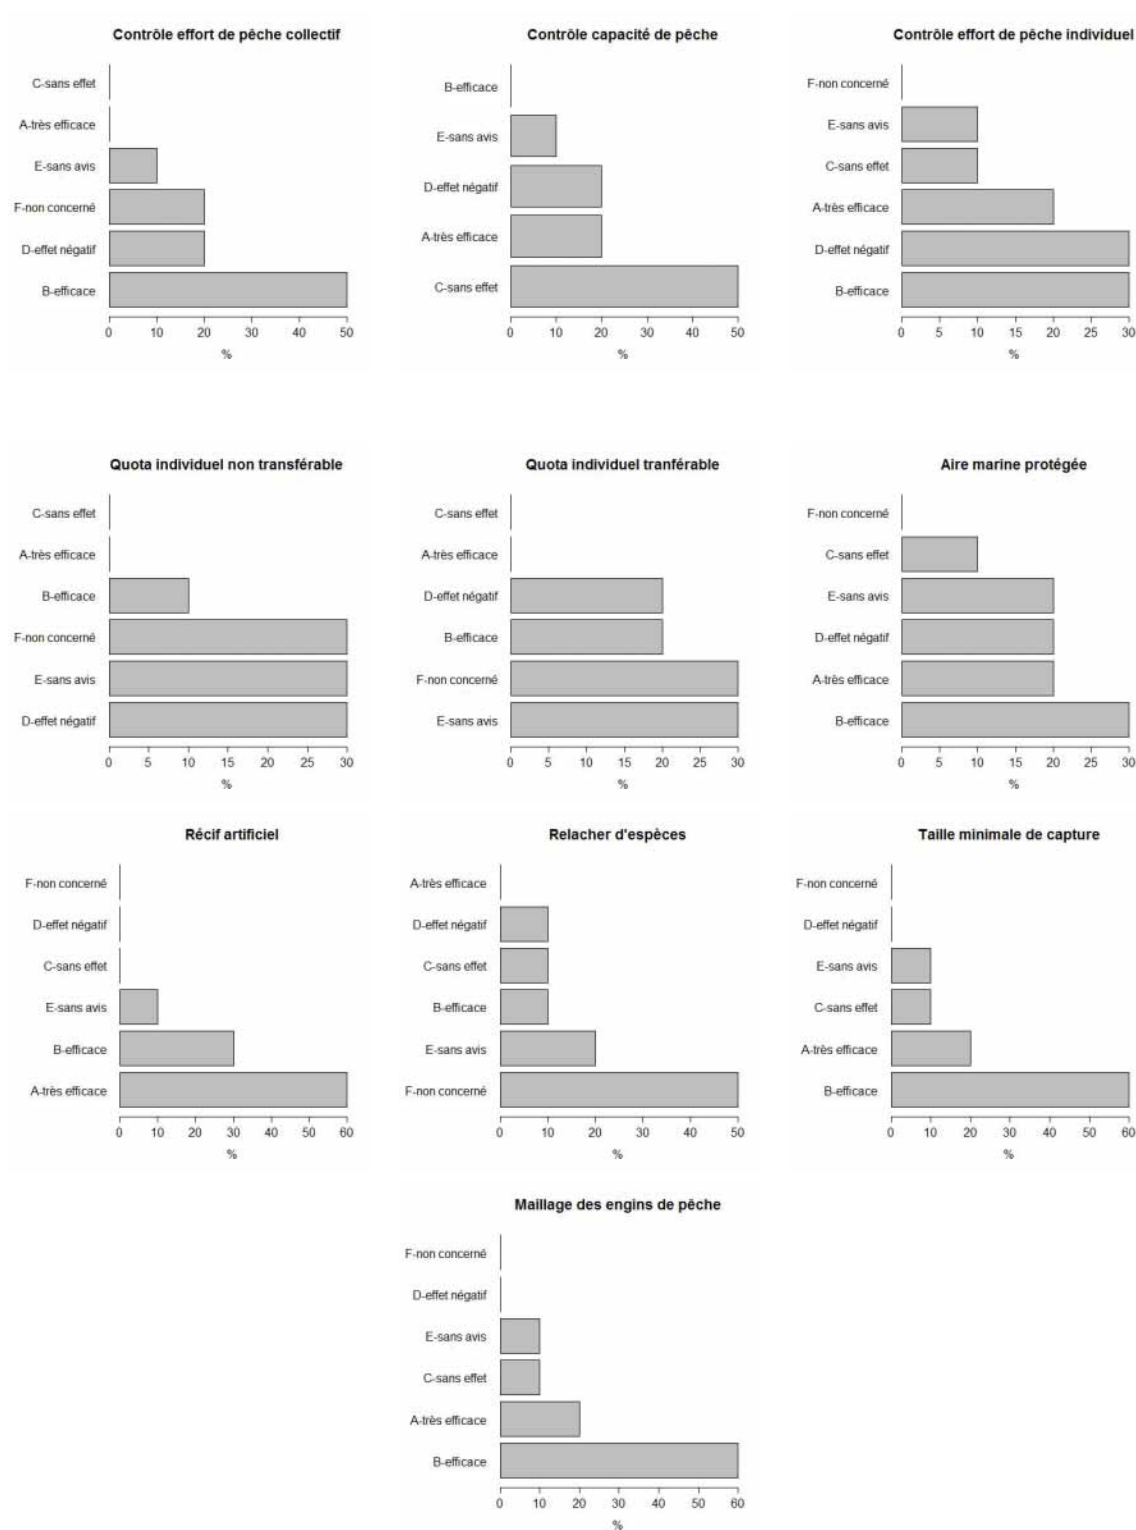 Contrôle effort de pêche collectif
C-sans effet
A-très efficace
E-sans avis
F-non concerné
D-effet négatif
B-efficace
0 10 20 30 40 50
%
Contrôle capacité de pêche
B-efficace
E-sans avis
D-effet négatif
A-très efficace
C-sans effet
0 10 20 30 40 50
%
Contrôle effort de pêche individuel
F-non concerné
E-sans avis
C-sans effet
A-très efficace
D-effet négatif
B-efficace
0 5 10 15 20 25 30
%
Quota individuel non transférable
C-sans effet
A-très efficace
B-efficace
F-non concerné
E-sans avis
D-effet négatif
0 5 10 15 20 25 30
%
Quota individuel tranférable
C-sans effet
A-très efficace
D-effet négatif
B-efficace
F-non concerné
E-sans avis
0 5 10 15 20 25 30
%
Aire marine protégée
F-non concerné
C-sans effet
E-sans avis
D-effet négatif
A-très efficace
B-efficace
0 5 10 15 20 25 30
%
Récif artificiel
F-non concerné
D-effet négatif
C-sans effet
E-sans avis
B-efficace
A-très efficace
0 10 20 30 40 50 60
%
Relacher d'espèces
A-très efficace
D-effet négatif
C-sans effet
B-efficace
E-sans avis
F-non concerné
0 10 20 30 40 50
%
Taille minimale de capture
F-non concerné
D-effet négatif
E-sans avis
C-sans effet
A-très efficace
B-efficace
0 10 20 30 40 50 60
%
Maillage des engins de pêche
F-non concerné
D-effet négatif
E-sans avis
C-sans effet
A-très efficace
B-efficace
0 10 20 30 40 50 60
%